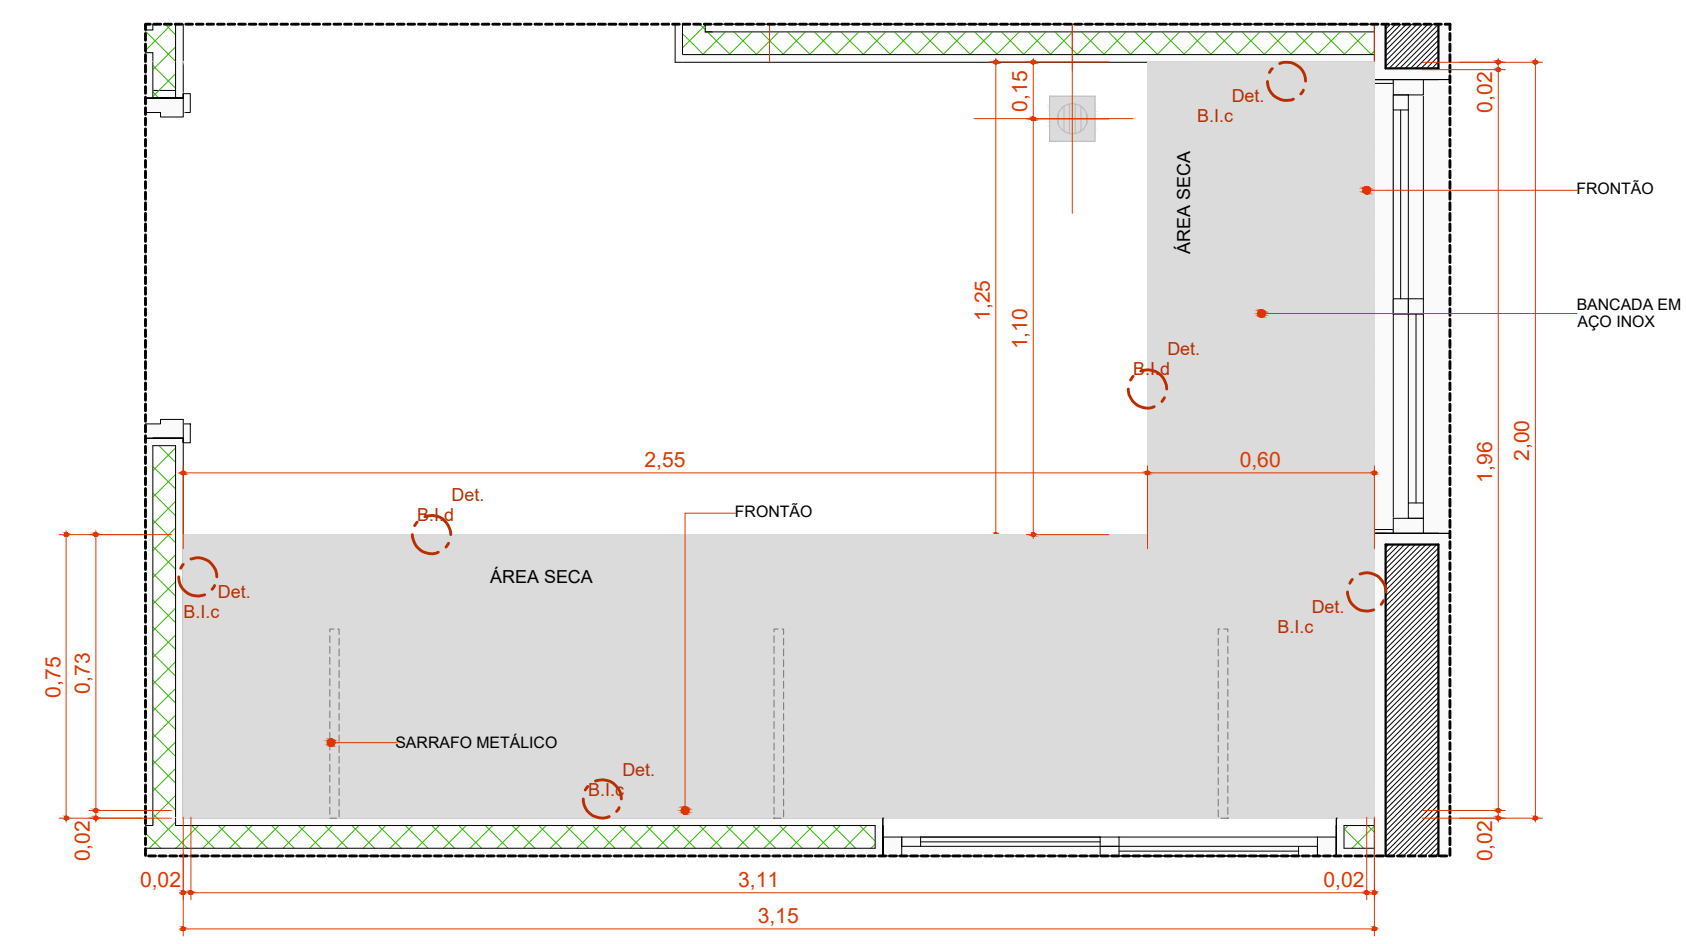 0,15
Det.
B.I.c
0,02
ÁREA SECA
FRONTÃO
1,25
1,10
BANCADA EM
AÇO INOX
Det.
B.I.d
2,55
0,60
1,96
2,00
Det.
B.I.d
FRONTÃO
ÁREA SECA
Det.
B.I.c
Det.
B.I.c
0,75
0,73
SARRAFO METÁLICO
Det.
B.I.c
0,02
0,02
0,02
3,11
0,02
3,15